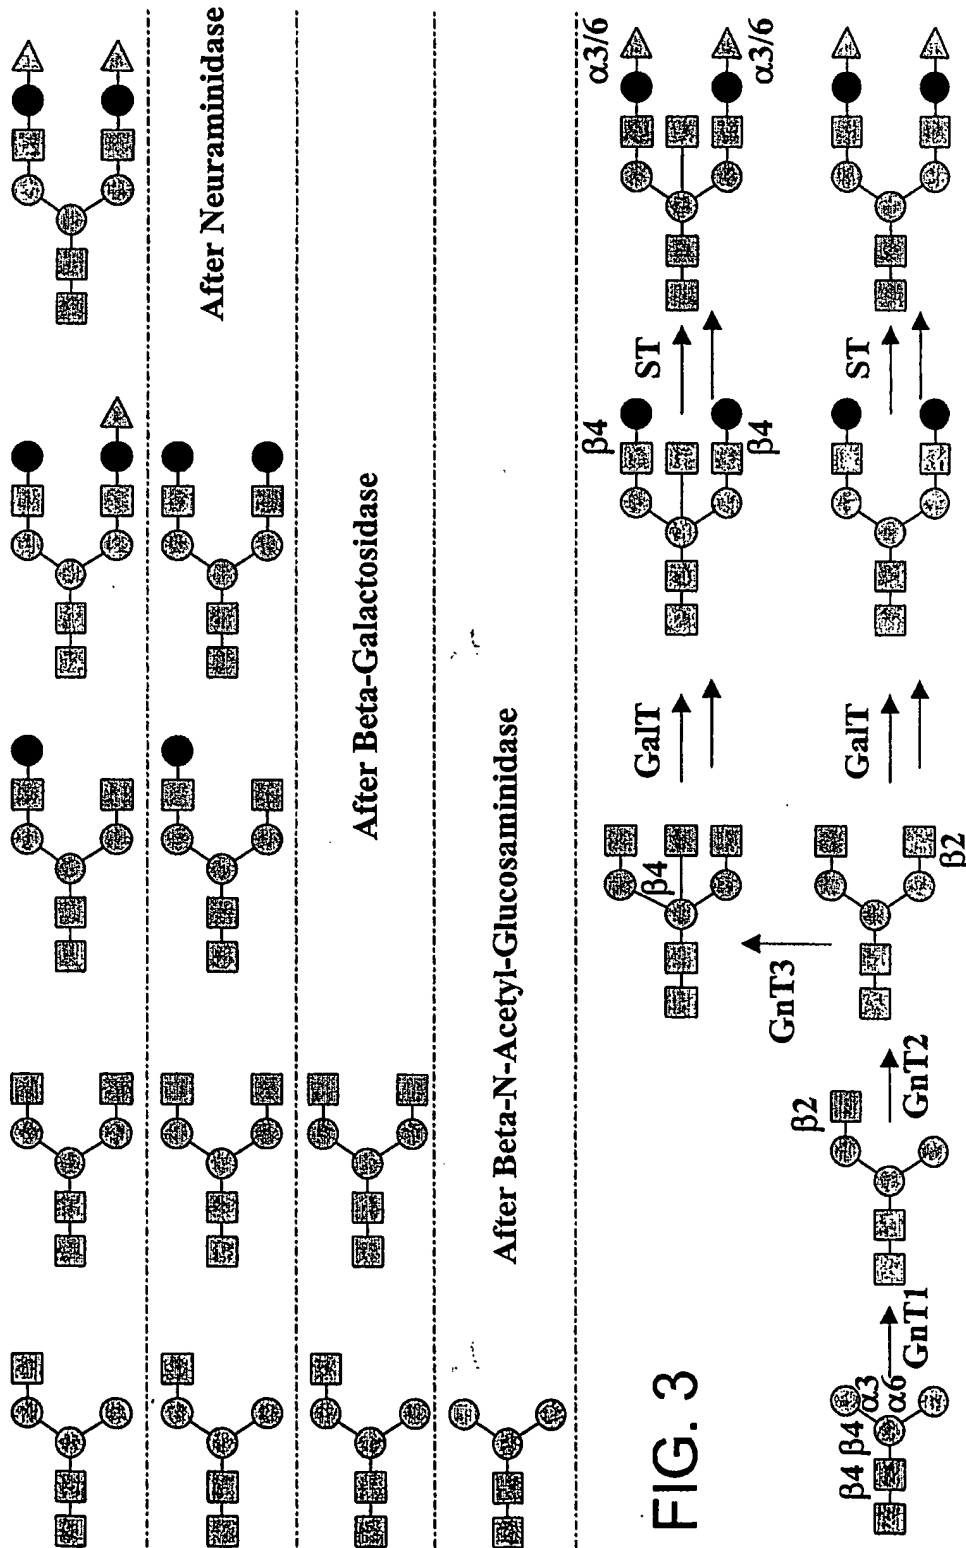 After Neuraminidase
After Beta-Galactosidase
After Beta-N-Acetyl-Glucosaminidase
FIG. 3
β4 β4
α3
α6
GnT1
β2
GnT2
GnT3
β4
β2
GalT
GalT
β4
β4
ST
ST
α3/6
α3/6